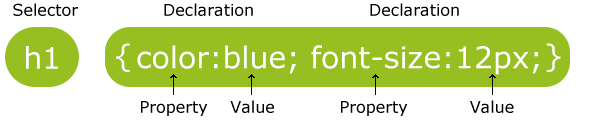 Selector Declaration Declaration
h1 {color:blue; font-size:12px;}
Property Value Property Value